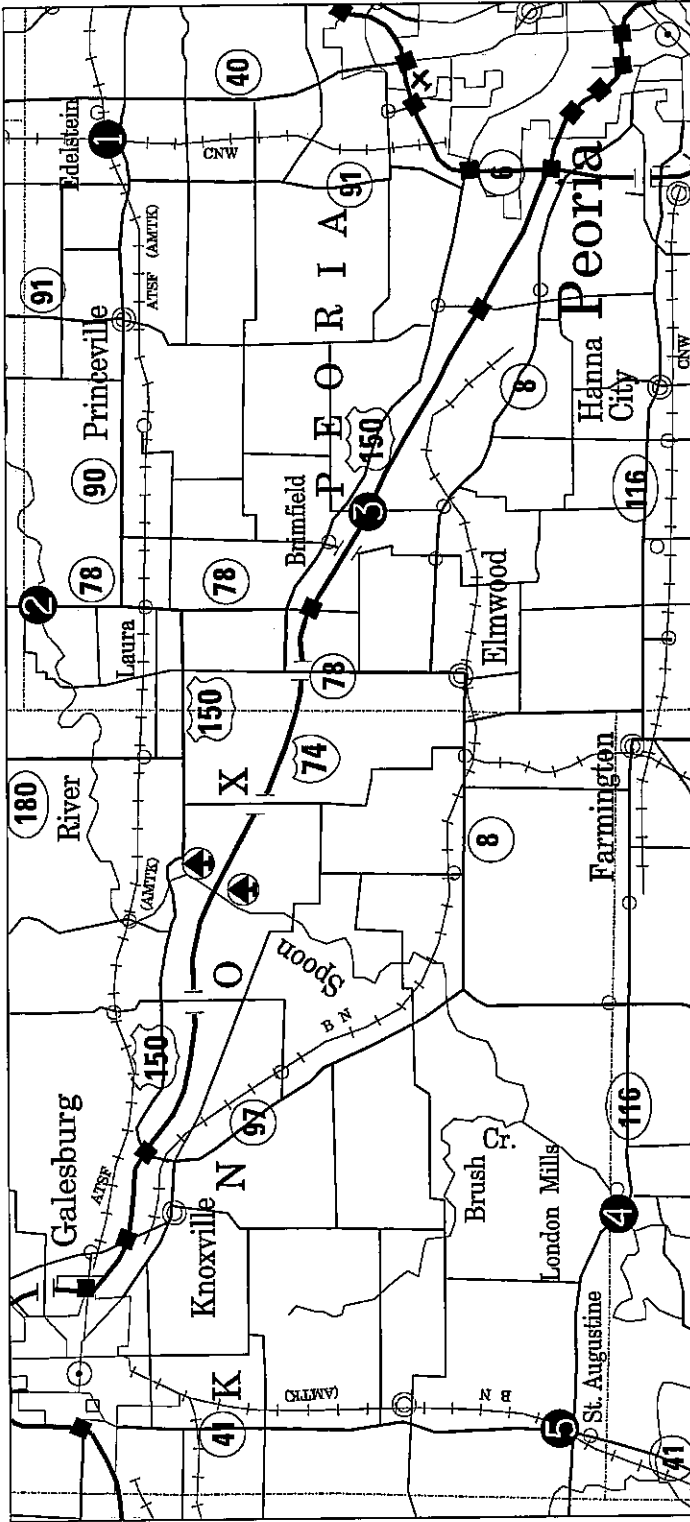 1
Edelstein
40
CNW
91
6
ATSF (AMTK)
91
Princeville
90
2
78
78
Laura
Brimfield
3
150
PEORIA
Peoria
8
Hanna
City
116
CNW
Elmwood
78
150
74
180
River
(AMTK)
Spoon
8
Farmington
KNOX
B N
97
150
Galesburg
ATSF
Knoxville
Brush
Cr.
London Mills
116
4
St. Augustine
5
(AMTK)
B N
41
41